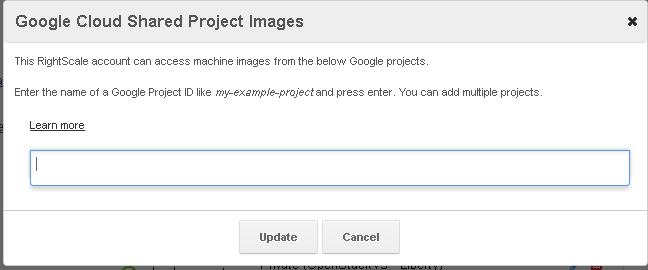 Google Cloud Shared Project Images
This RightScale account can access machine images from the below Google projects.
Enter the name of a Google Project ID like my-example-project and press enter. You can add multiple projects.
Learn more
Update Cancel